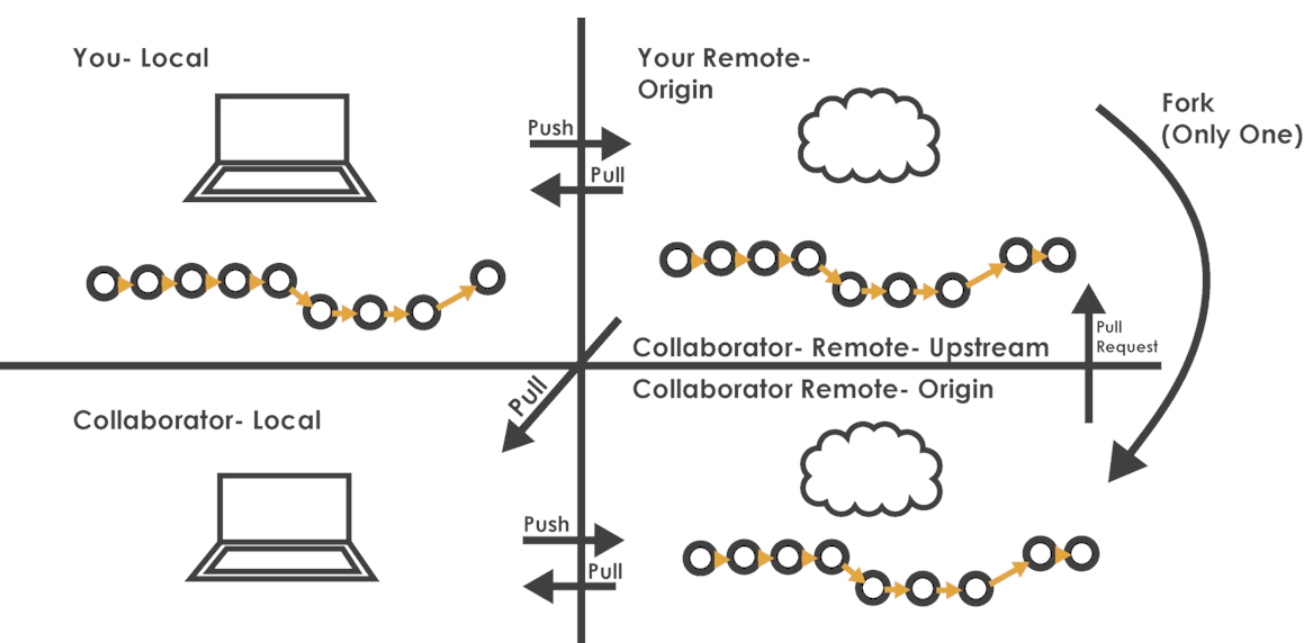 You- Local
Your Remote-
Origin
Fork
(Only One)
Push
Pull
Collaborator- Remote- Upstream
Pull
Request
Collaborator Remote- Origin
Pull
Collaborator- Local
Push
Pull